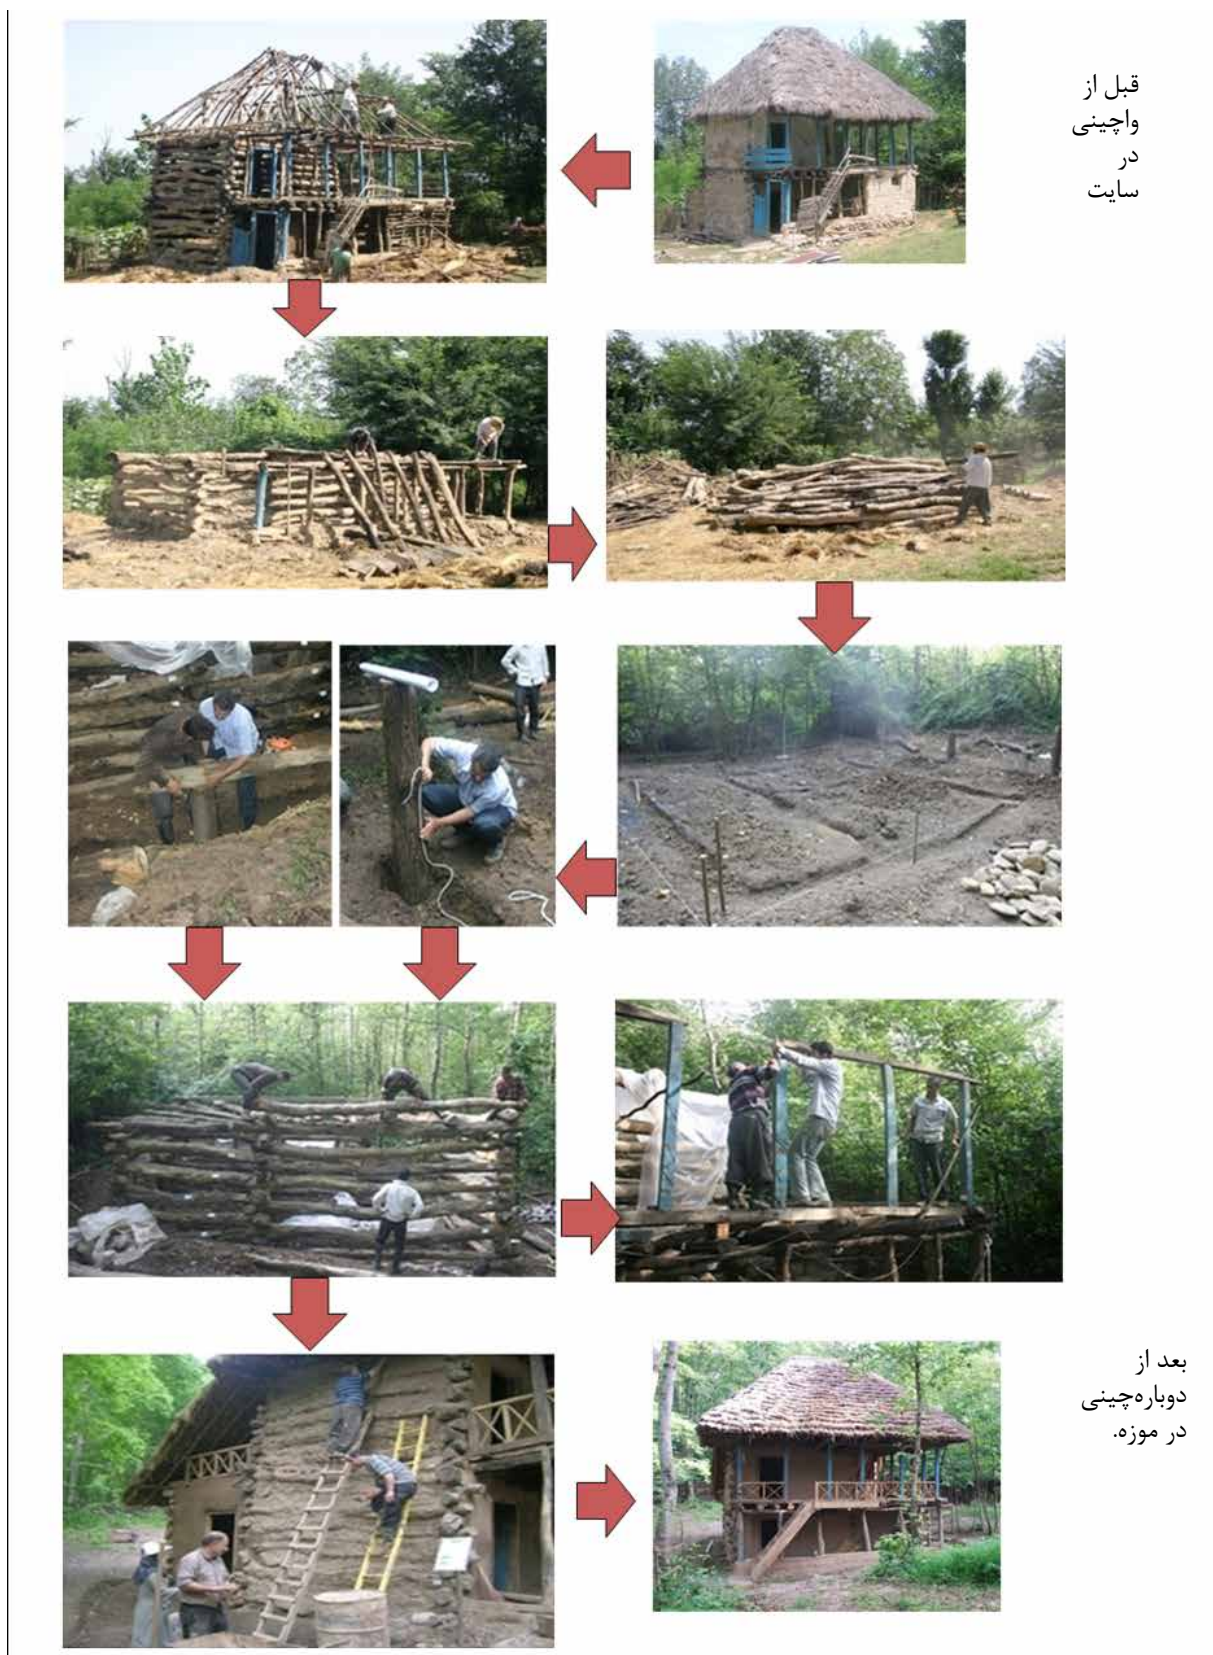 قبل از
واچینی
در
سایت
بعد از
دوباره‌چینی
در موزه.